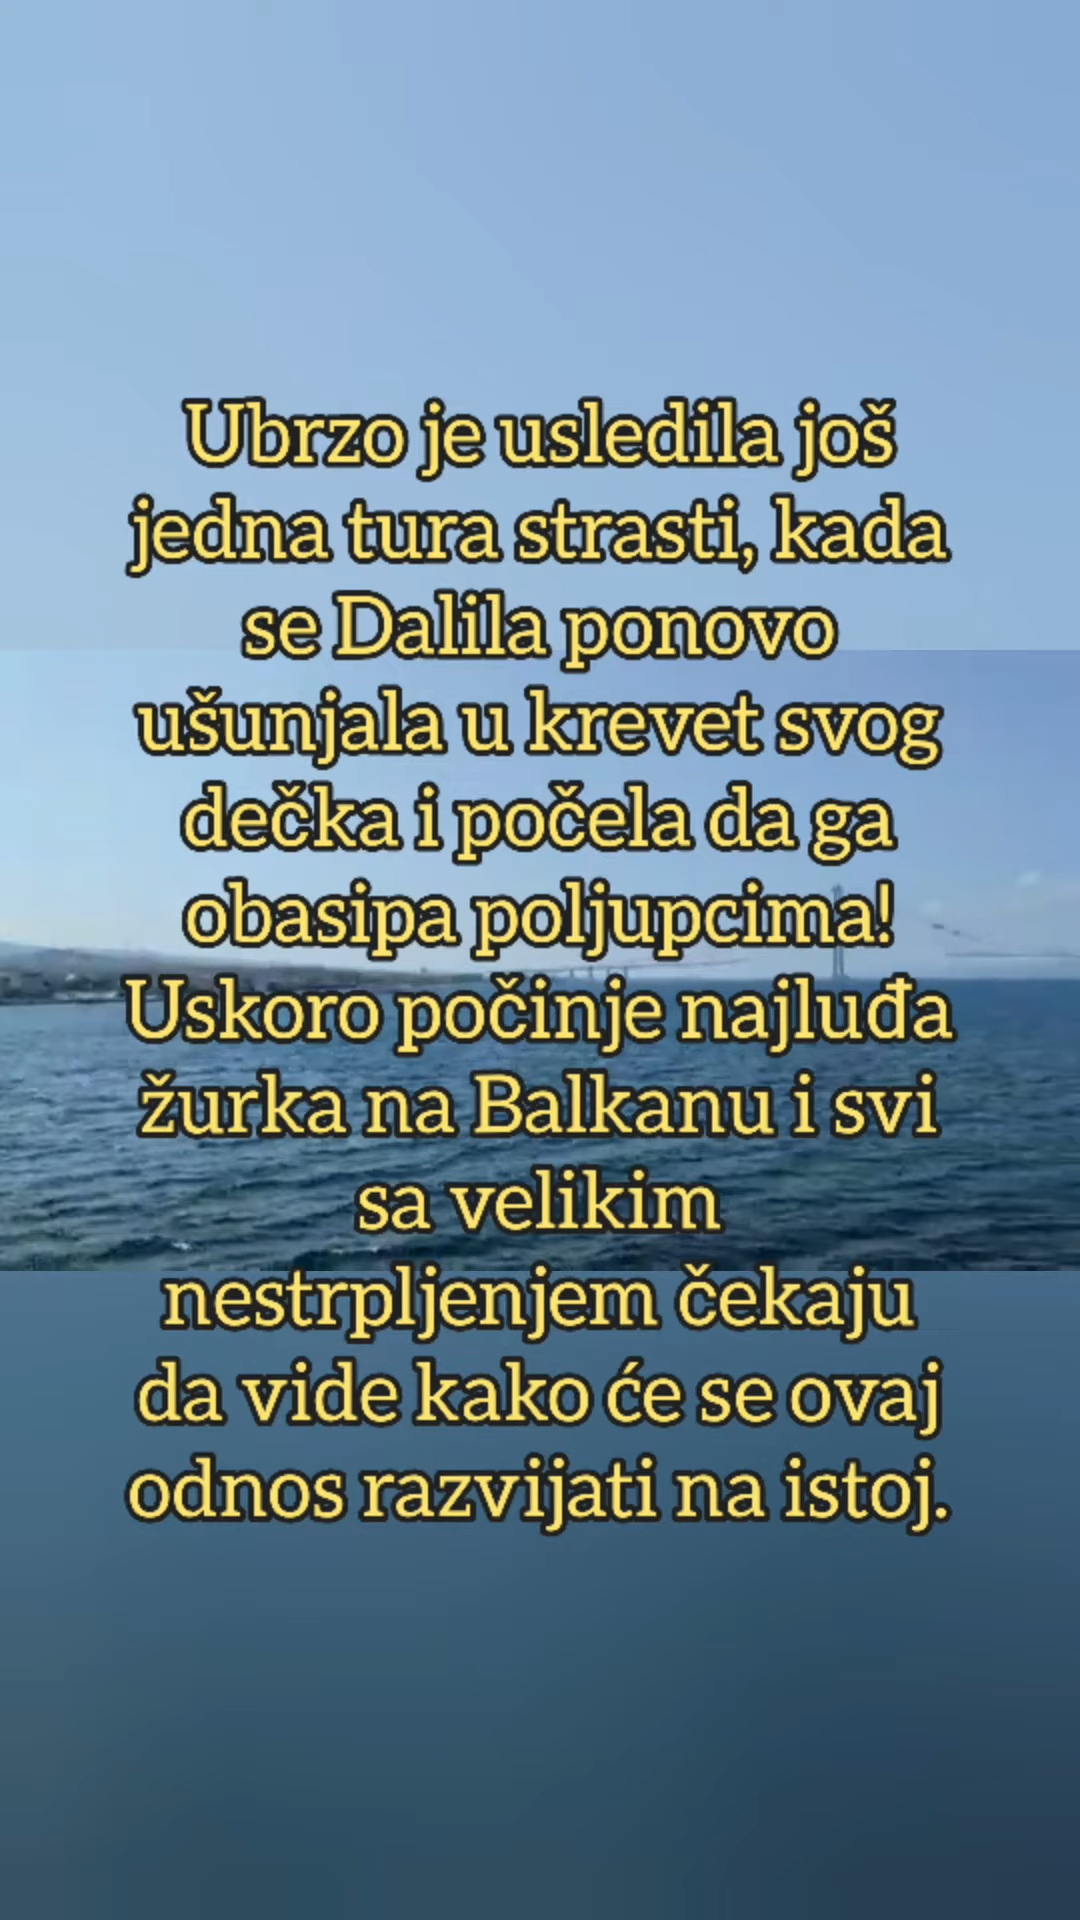 Ubrzo je usledila još
jedna tura strasti, kada
se Dalila ponovo
ušunjala u krevet svog
dečka i počela da ga
obasipa poljupcima!
Uskoro počinje najluđa
žurka na Balkanu i svi
sa velikim
nestrpljenjem čekaju
da vide kako će se ovaj
odnos razvijati na istoj.